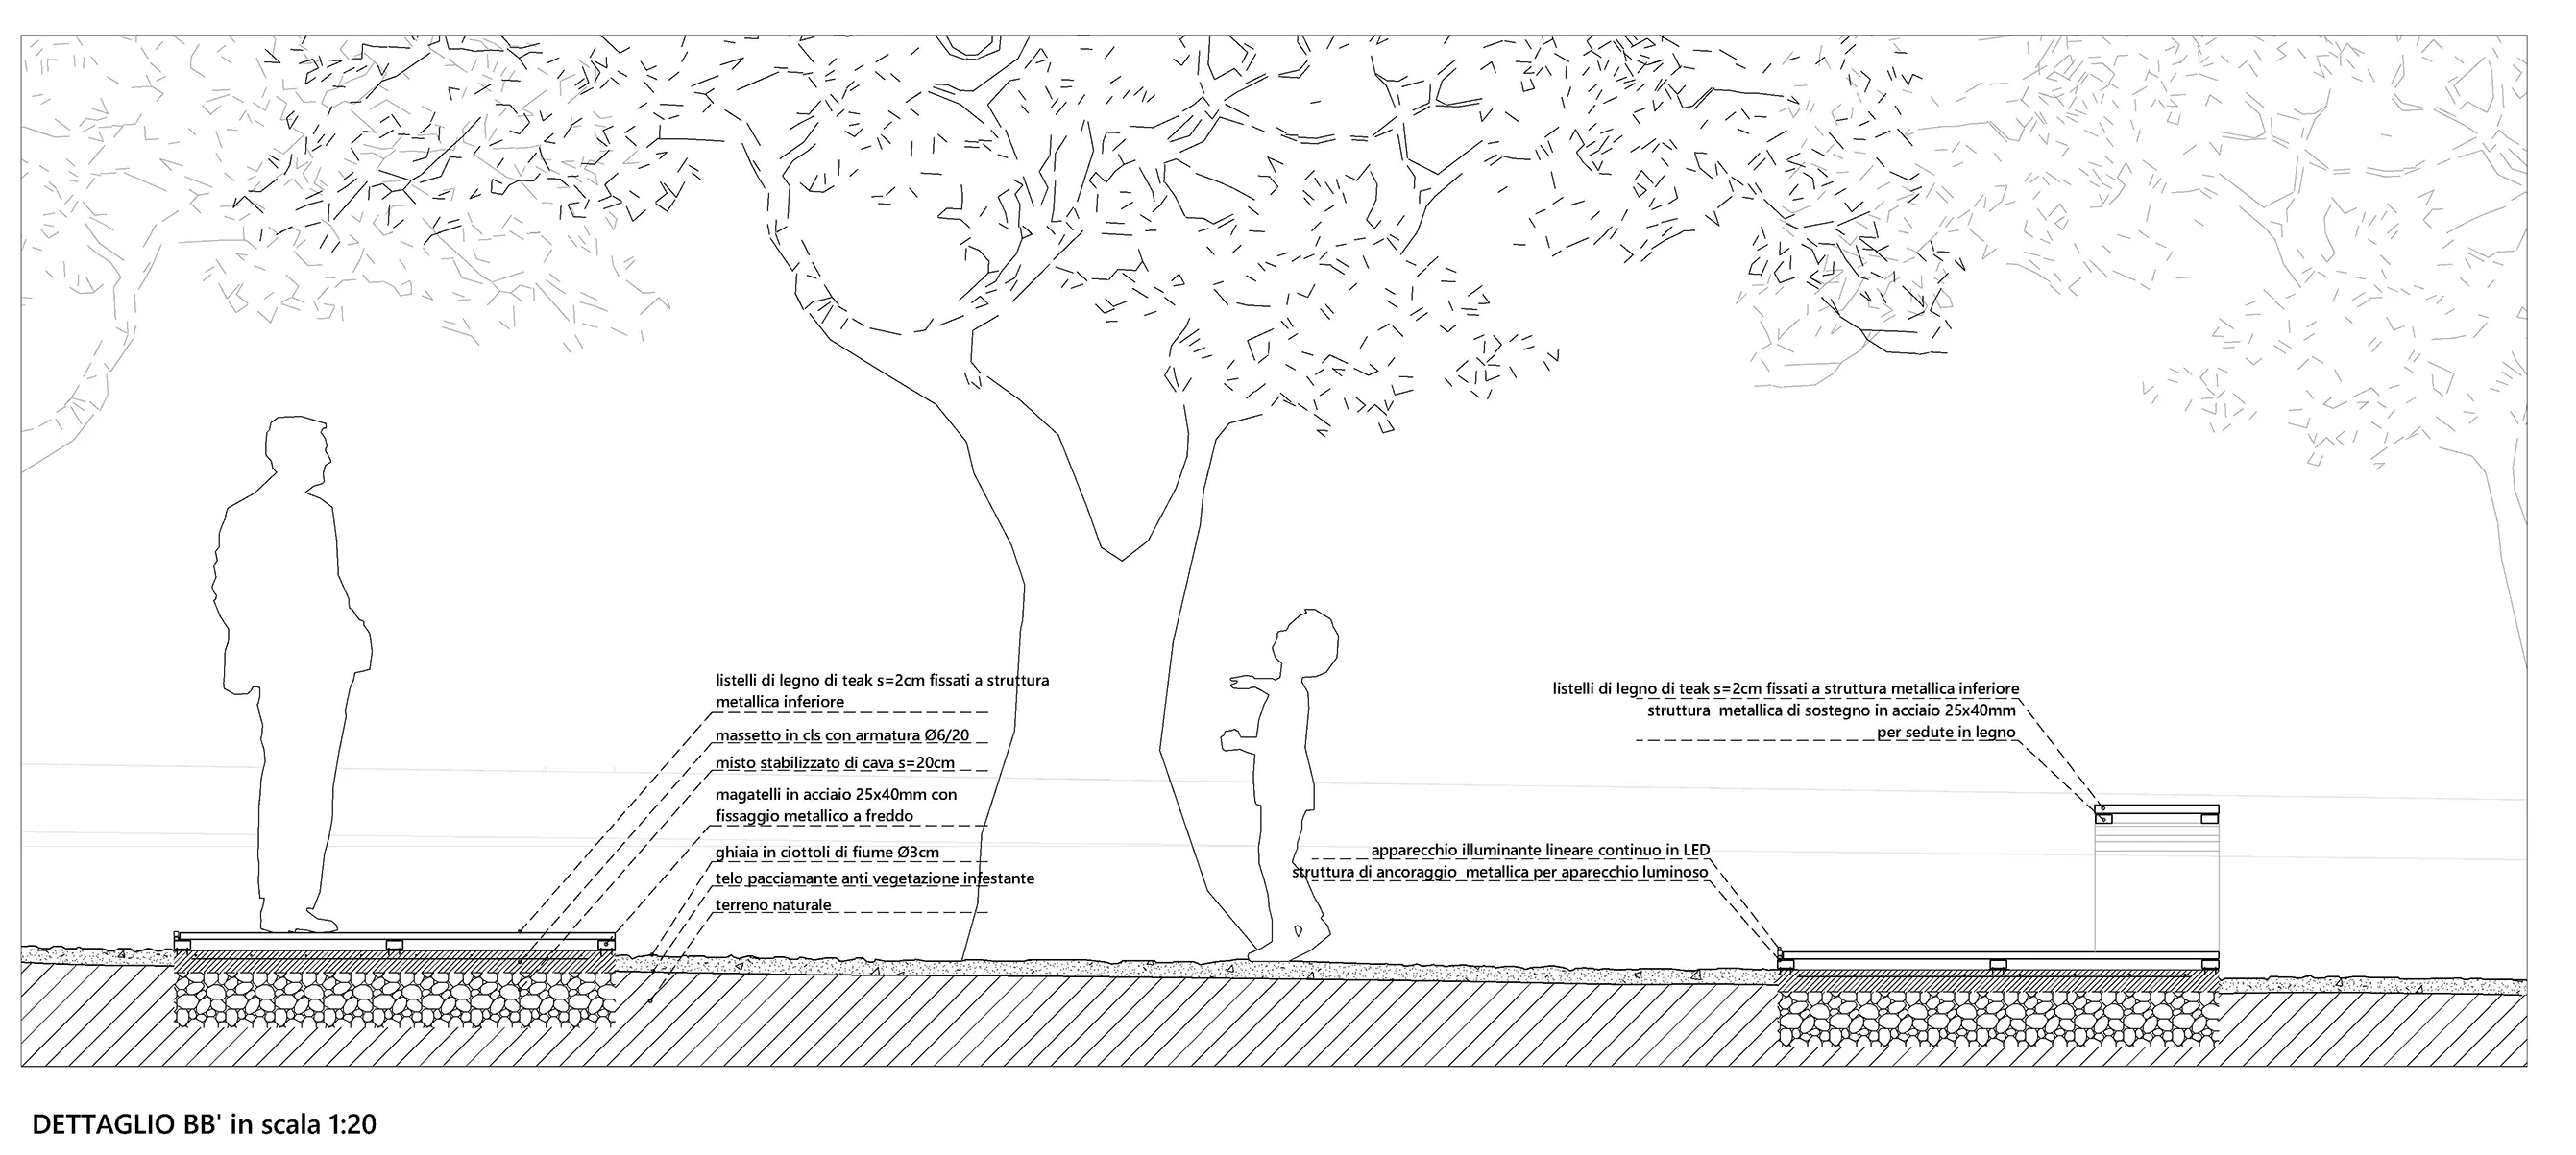 listelli di legno di teak s=2cm fissati a struttura
metallica inferiore
massetto in cls con armatura Ø6/20
misto stabilizzato di cava s=20cm
magatelli in acciaio 25x40mm con
fissaggio metallico a freddo
ghiaia in ciottoli di fiume Ø3cm
telo pacciamante anti vegetazione infestante
terreno naturale
listelli di legno di teak s=2cm fissati a struttura metallica inferiore
struttura metallica di sostegno in acciaio 25x40mm
per sedute in legno
apparecchio illuminante lineare continuo in LED
struttura di ancoraggio metallica per aparecchio luminoso
DETTAGLIO BB' in scala 1:20